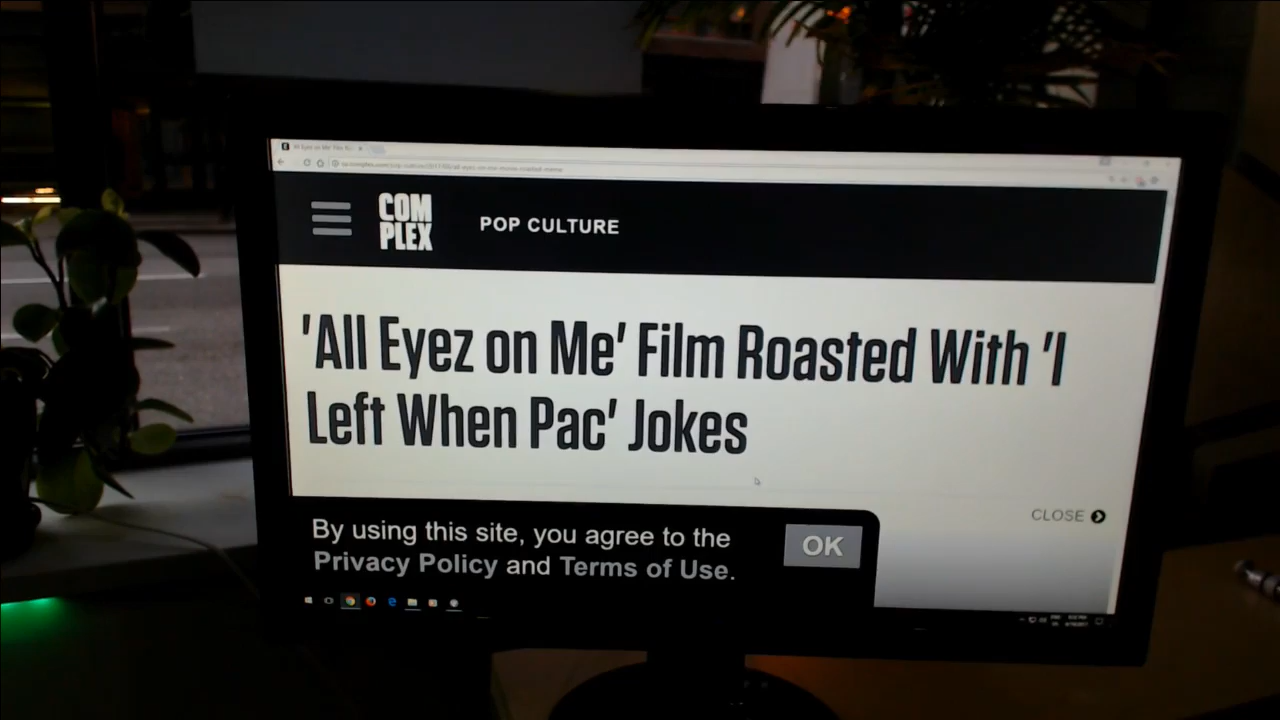 COM
PLEX
POP CULTURE
'All Eyez on Me' Film Roasted With 'I
Left When Pac' Jokes
CLOSE
By using this site, you agree to the
Privacy Policy and Terms of Use.
OK